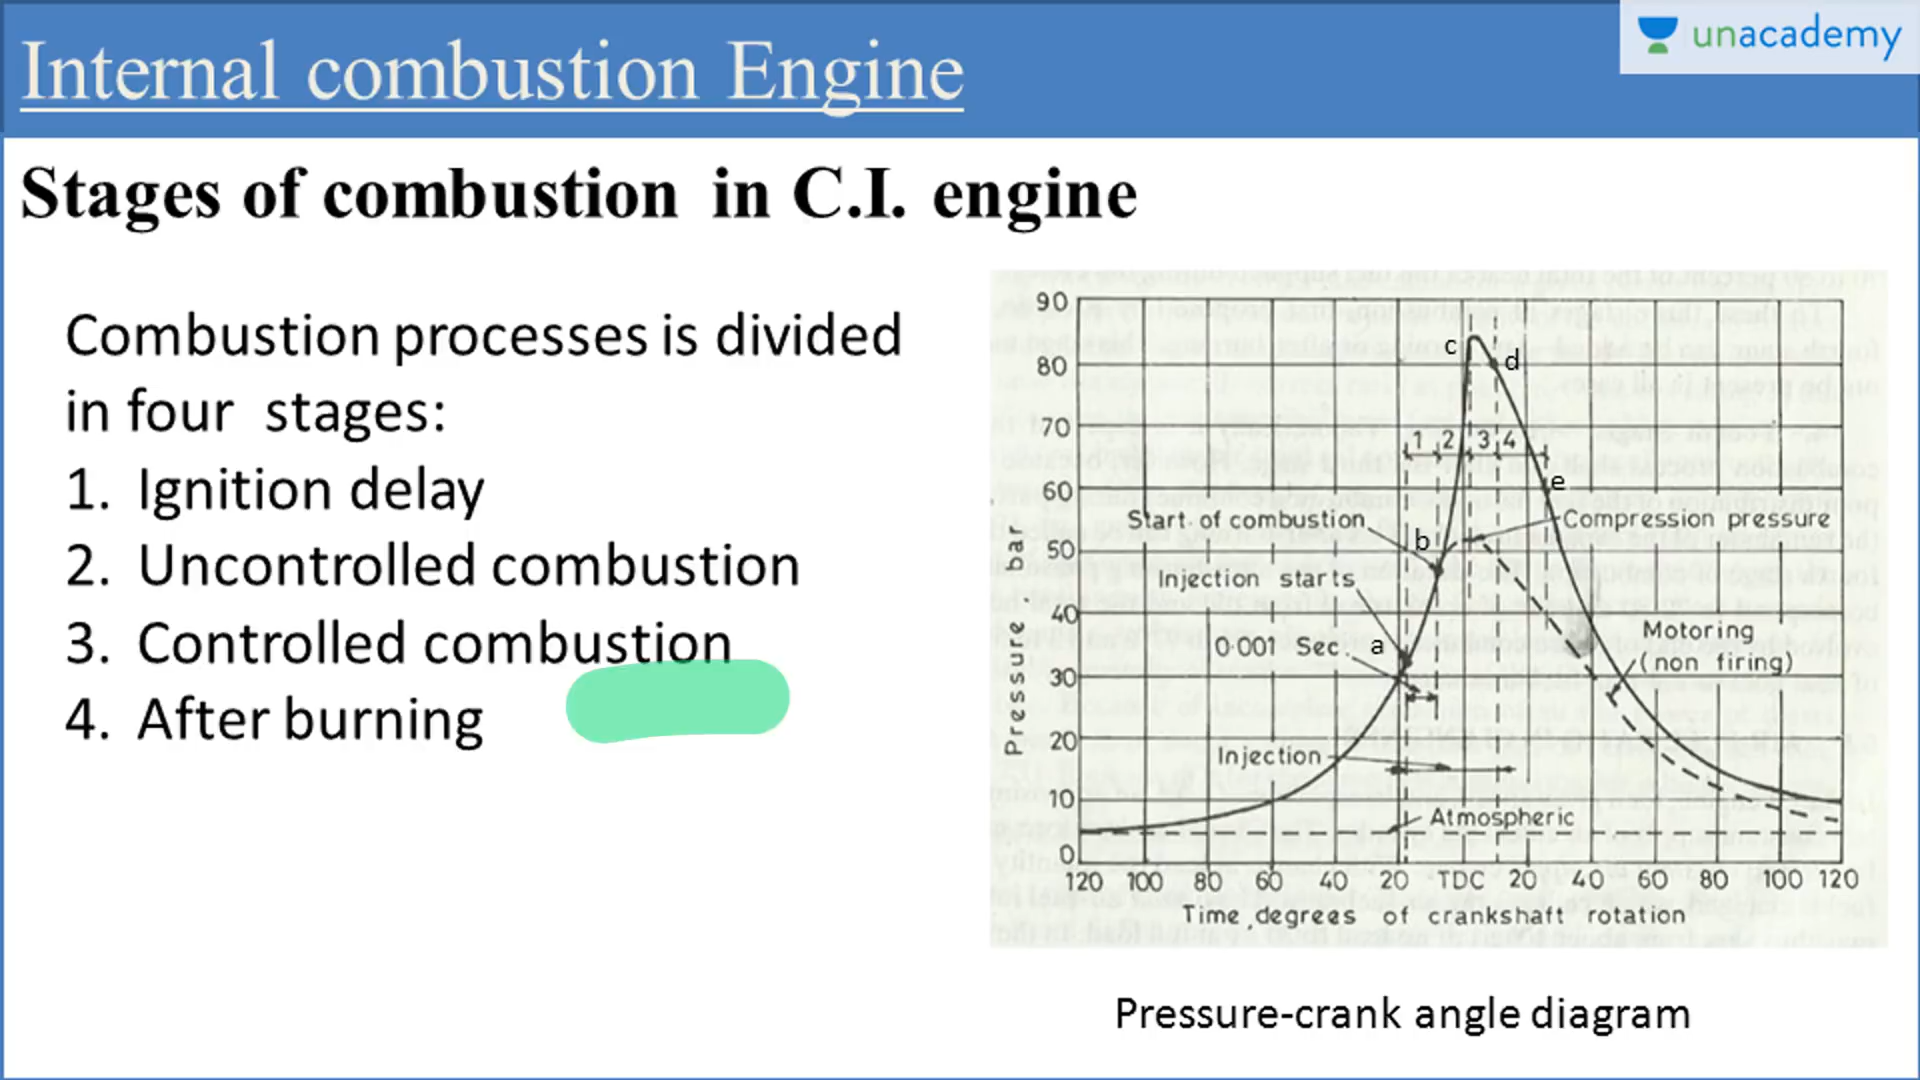 Internal combustion Engine
unacademy
Stages of combustion in C.I. engine
Combustion processes is divided
in four stages:
1. Ignition delay
2. Uncontrolled combustion
3. Controlled combustion
4. After burning
90
80
70
60
50
40
30
20
10
0
Pressure, bar
c
d
1 2 3 4
e
Start of combustion
b
Compression pressure
Injection starts
0.001 Sec.
a
Motoring
(non firing)
Injection
Atmospheric
120 100 80 60 40 20 TDC 20 40 60 80 100 120
Time, degrees of crankshaft rotation
Pressure-crank angle diagram